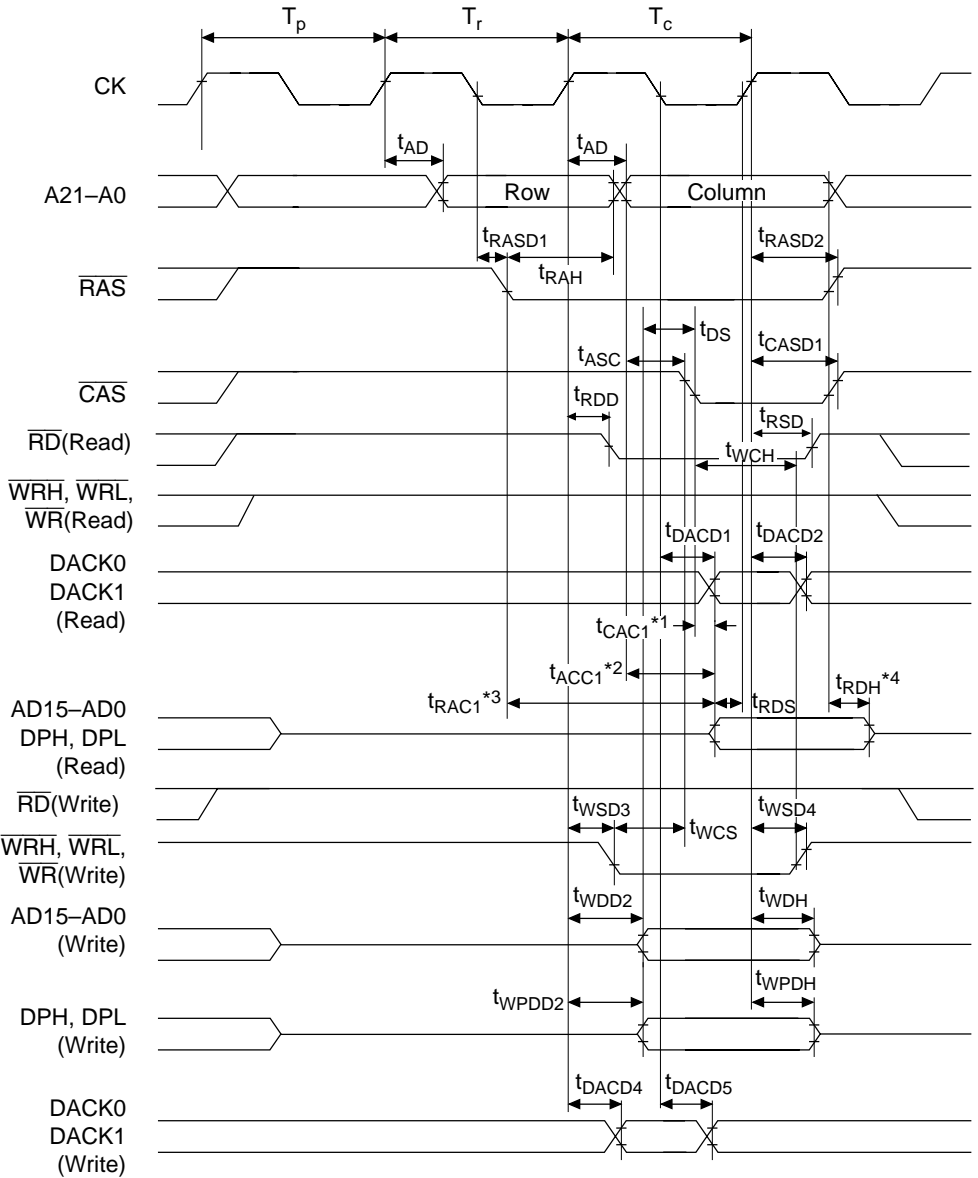 Tp Tr Tc
CK
tAD tAD
A21–A0 Row Column
tRASD1 tRASD2
tRAH
RAS
tDS
tASC tCASD1
CAS
tRDD tRSD
RD(Read)
tWCH
WRH, WRL,
WR(Read)
tDACD1 tDACD2
DACK0
DACK1
(Read)
tCAC1*1
tACC1*2
tRAC1*3 tRDS tRDH*4
AD15–AD0
DPH, DPL
(Read)
RD(Write)
tWSD3 tWCS tWSD4
WRH, WRL,
WR(Write)
tWDD2 tWDH
AD15–AD0
(Write)
tWPDD2 tWPDH
DPH, DPL
(Write)
tDACD4 tDACD5
DACK0
DACK1
(Write)